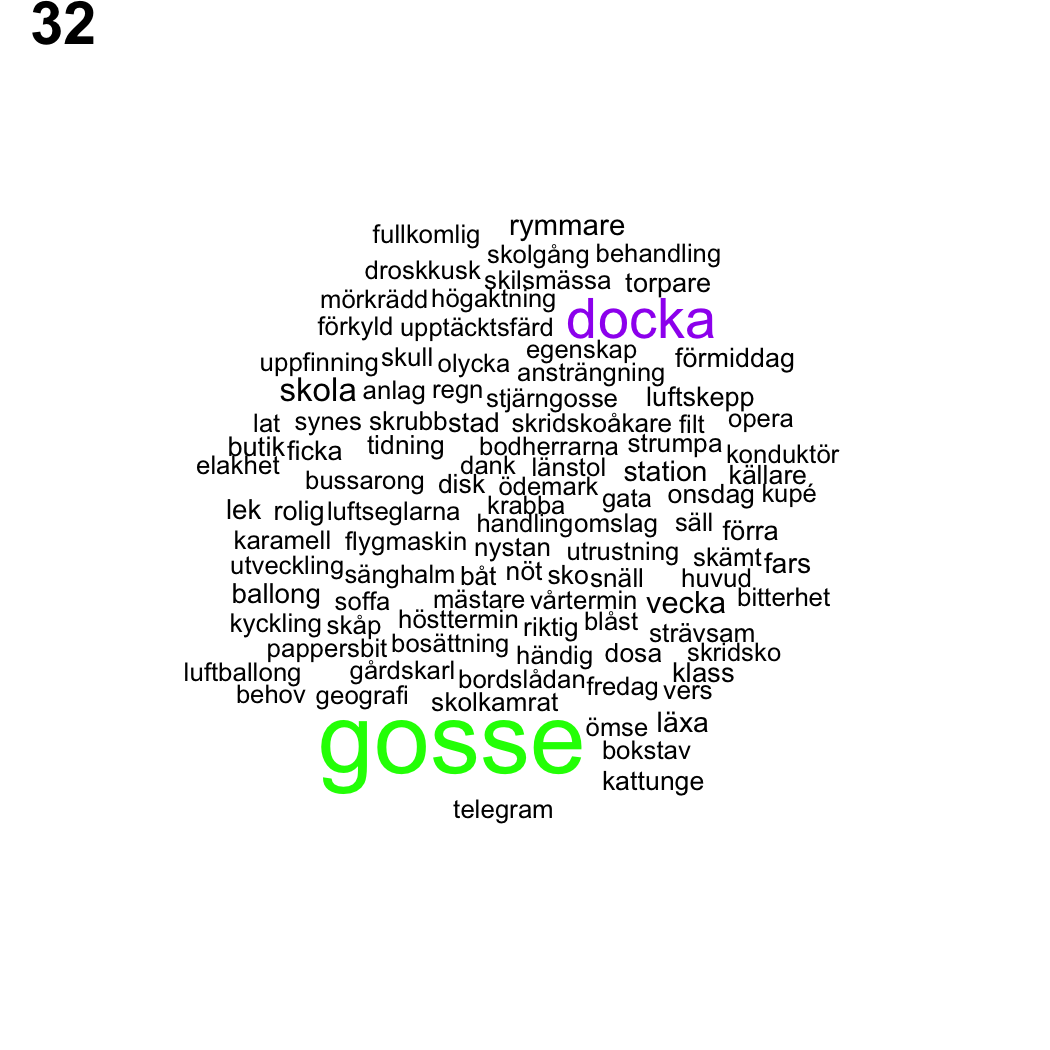 32
fullkomlig rymmare
skolgång behandling
droskkusk skilsmässa torpare
mörkrädd högaktning
docka
förkyld upptäcktsfärd
uppfinning skull olycka egenskap förmiddag
ansträngning
skola anlag regn stjärngosse luftskepp
lat synes skrubb stad skridskoåkare filt opera
butik ficka tidning bodherrarna strumpa konduktör
elakhet dank länstol station källare
bussarong disk ödemark gata onsdag kupé
lek rolig luftseglarna krabba
handling omslag säll förra
karamell flygmaskin nystan utrustning skämt fars
utveckling sänghalm båt nöt sko snäll huvud
ballong soffa mästare vårtermin vecka bitterhet
kyckling skåp hösttermin riktig blåst strävsam
pappersbit bosättning händig dosa skridsko
luftballong gårdskarl bordslådan fredag klass
behov geografi skolkamrat vers
gosse ömse läxa
bokstav
kattunge
telegram